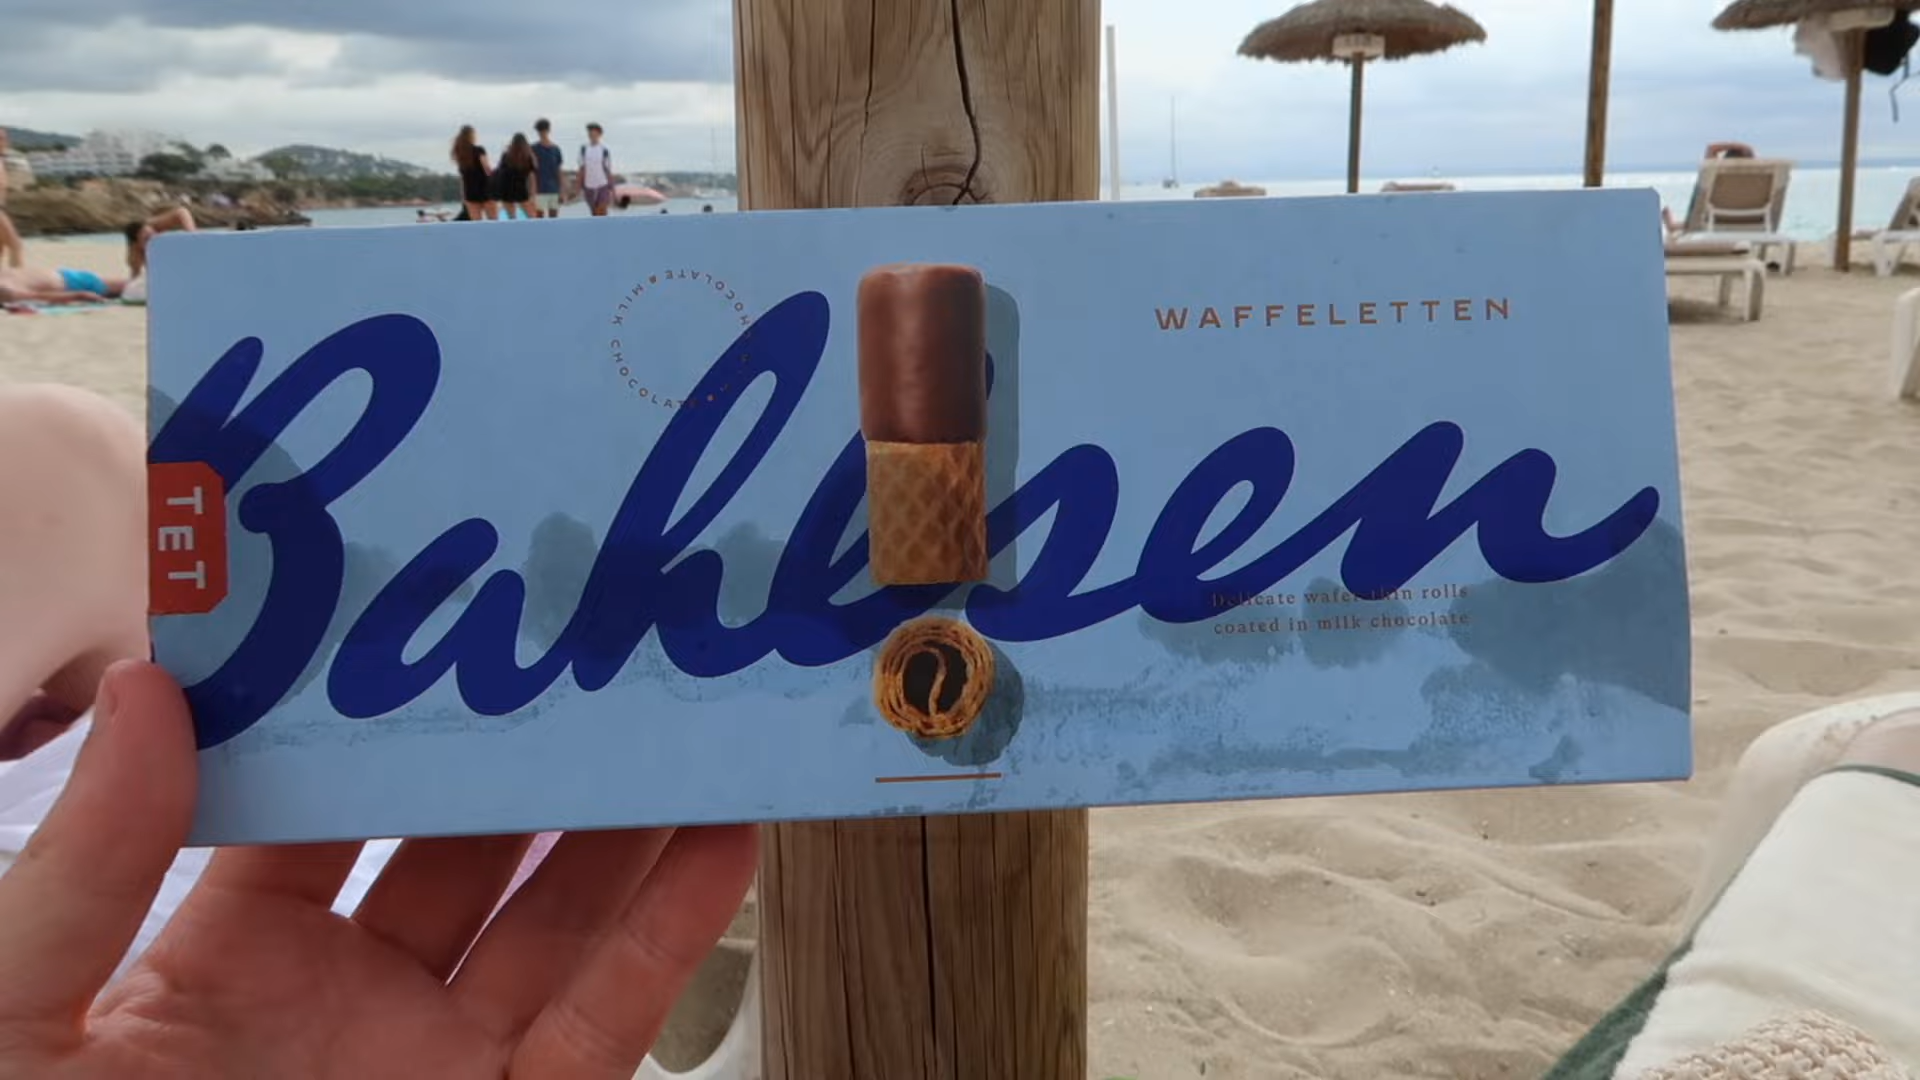 MILK CHOCOLATE • MILK CHOCOLATE •
WAFFELETTEN
Bahlsen
TET
Delicate wafer thin rolls
coated in milk chocolate